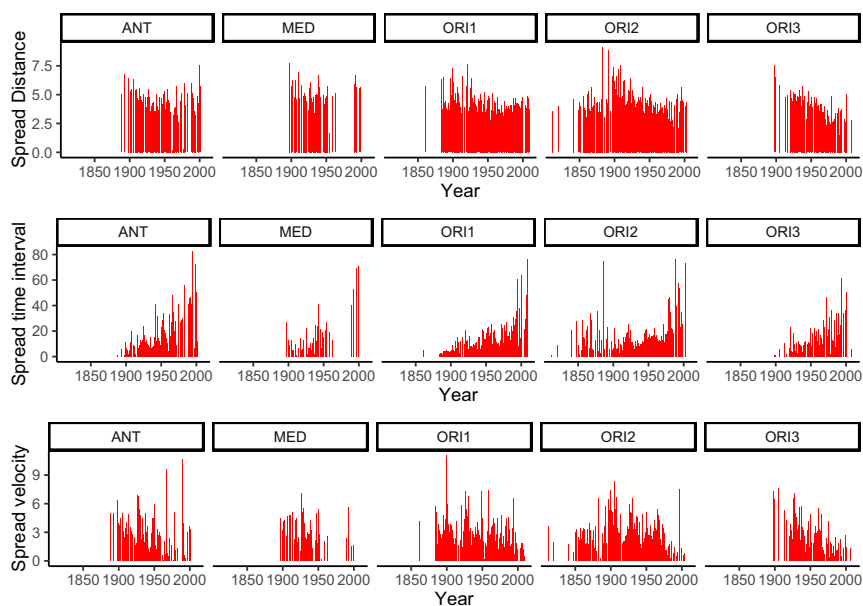 ANT MED ORI1 ORI2 ORI3
Spread Distance
7.5
5.0
2.5
0.0
1850 1900 1950 2000 1850 1900 1950 2000 1850 1900 1950 2000 1850 1900 1950 2000 1850 1900 1950 2000
Year
ANT MED ORI1 ORI2 ORI3
Spread time interval
80
60
40
20
0
1850 1900 1950 2000 1850 1900 1950 2000 1850 1900 1950 2000 1850 1900 1950 2000 1850 1900 1950 2000
Year
ANT MED ORI1 ORI2 ORI3
Spread velocity
9
6
3
0
1850 1900 1950 2000 1850 1900 1950 2000 1850 1900 1950 2000 1850 1900 1950 2000 1850 1900 1950 2000
Year